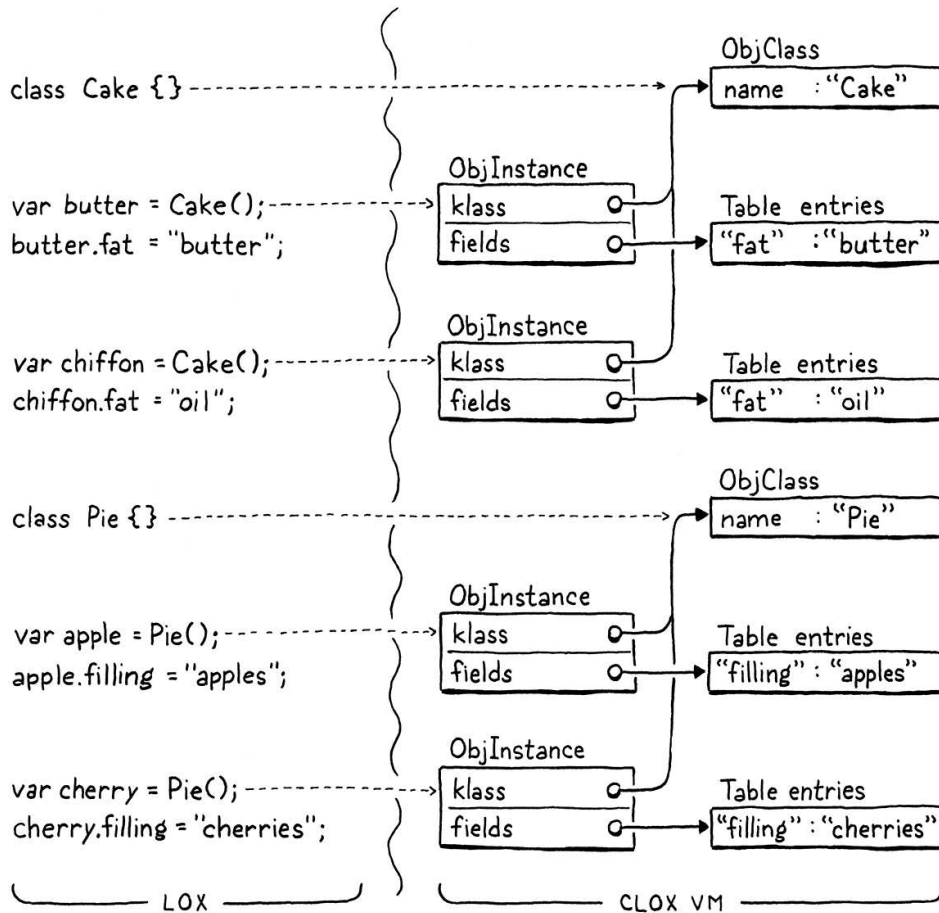 ObjClass
class Cake {}
name : “Cake”
ObjInstance
var butter = Cake();
klass
Table entries
butter.fat = "butter";
fields
“fat” : “butter”
ObjInstance
var chiffon = Cake();
klass
Table entries
chiffon.fat = "oil";
fields
“fat” : “oil”
ObjClass
class Pie {}
name : “Pie”
ObjInstance
var apple = Pie();
klass
Table entries
apple.filling = "apples";
fields
“filling” : “apples”
ObjInstance
var cherry = Pie();
klass
Table entries
cherry.filling = "cherries";
fields
“filling” : “cherries”
LOX
CLOX VM